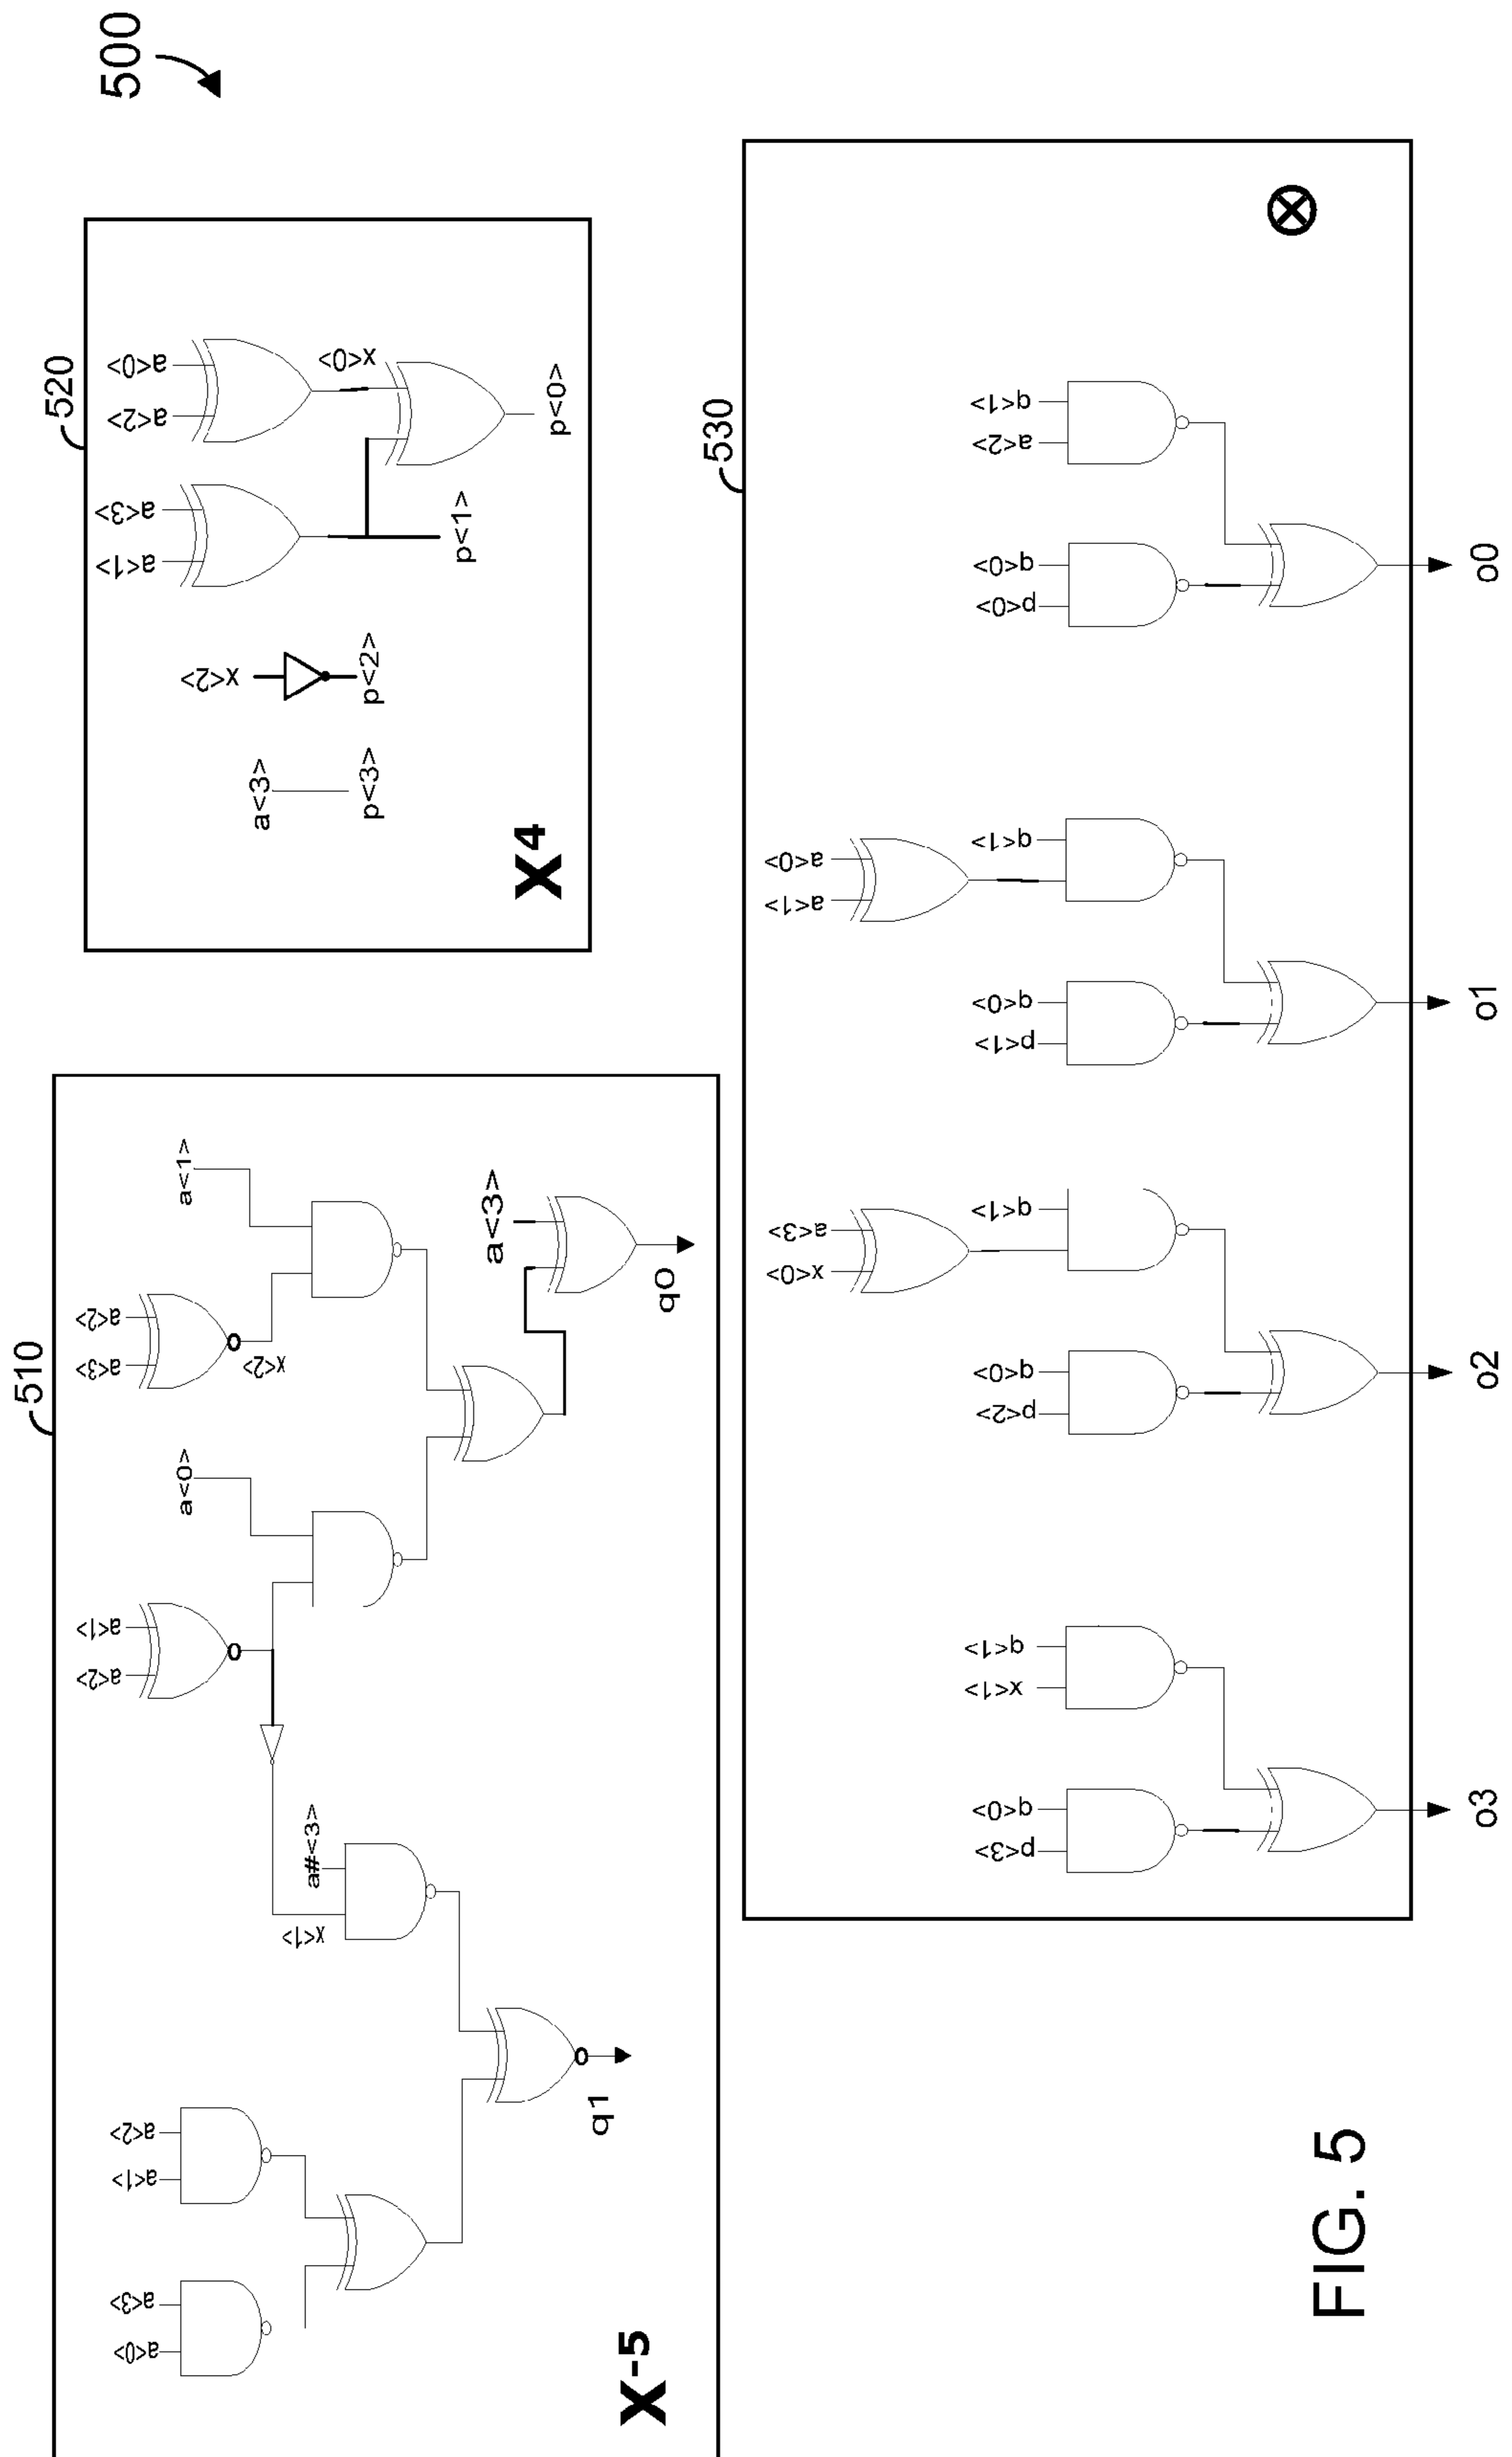 500
510
a<0>
a<3>
a<1>
a<2>
a<2>
a<1>
a<3>
a<2>
a<0>
a<1>
x<2>
a#<3>
x<1>
a<3>
q1
q0
X-5
520
a<1>
a<3>
a<2>
a<0>
a<3>
x<2>
x<0>
p<3>
p<2>
p<1>
p<0>
X4
530
x<0>
a<3>
a<1>
a<0>
p<3>
q<0>
x<1>
q<1>
p<2>
q<0>
q<1>
p<1>
q<0>
q<1>
p<0>
q<0>
a<2>
q<1>
o3
o2
o1
o0
FIG. 5